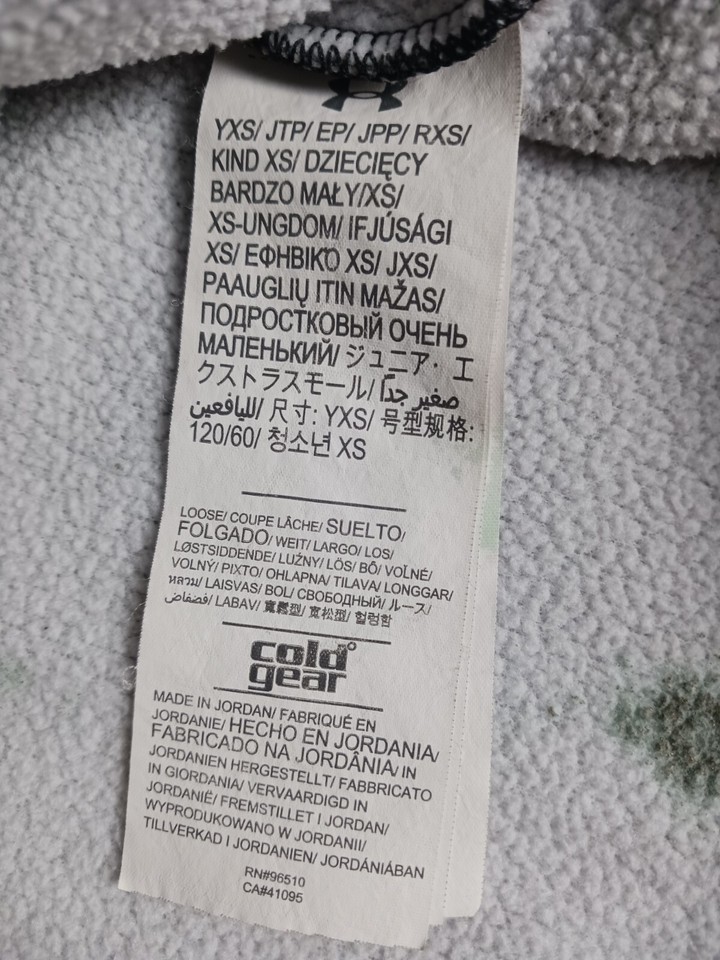 YXS/ JTP/ EP/ JPP/ RXS/
KIND XS/ DZIECIĘCY
BARDZO MAŁY/XS/
XS-UNGDOM/ IFJÚSÁGI
XS/ ΕΦΗΒΙΚΌ XS/ JXS/
PAAUGLIŲ ITIN MAŽAS/
ПОДРОСТКОВЫЙ ОЧЕНЬ
МАЛЕНЬКИЙ/ ジュニア・エ
クストラスモール/ صغير جداً
للیافعین/ 尺寸: YXS/ 号型规格:
120/60/ 청소년 XS
LOOSE/ COUPE LÂCHE/ SUELTO/
FOLGADO/ WEIT/ LARGO/ LOS/
LØSTSIDDENDE/ LUŹNY/ LÖS/ BŐ/ VOLNÉ/
VOLNÝ/ PIXTO/ OHLAPNA/ TILAVA/ LONGGAR/
หลวม/ LAISVAS/ BOL/ СВОБОДНЫЙ/ ルース/
فضفاض/ LABAV/ 寬鬆型/ 宽松型/ 헐렁함
cold
gear
MADE IN JORDAN/ FABRIQUÉ EN
JORDANIE/ HECHO EN JORDANIA/
FABRICADO NA JORDÂNIA/ IN
JORDANIEN HERGESTELLT/ FABBRICATO
IN GIORDANIA/ VERVAARDIGD IN
JORDANIË/ FREMSTILLET I JORDAN/
WYPRODUKOWANO W JORDANII/
TILLVERKAD I JORDANIEN/ JORDÁNIÁBAN
RN#96510
CA#41095